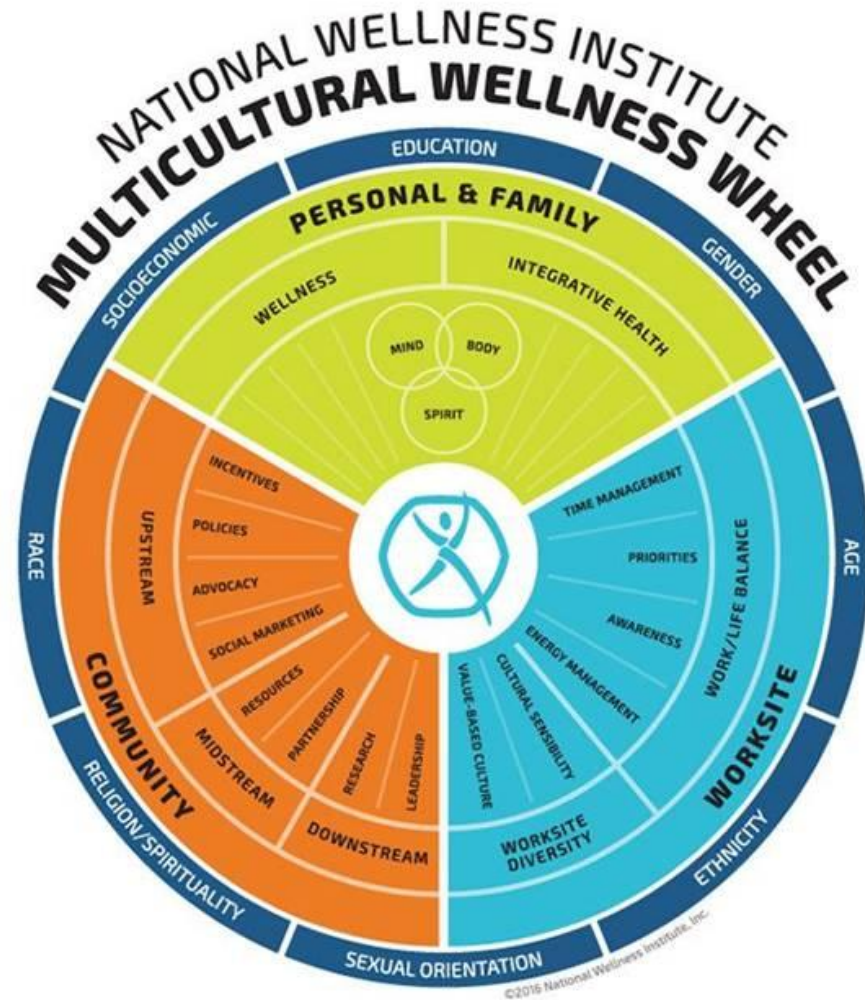 NATIONAL WELLNESS INSTITUTE
MULTICULTURAL WELLNESS WHEEL
EDUCATION
GENDER
AGE
ETHNICITY
SEXUAL ORIENTATION
RELIGION/SPIRITUALITY
RACE
SOCIOECONOMIC
PERSONAL & FAMILY
WELLNESS
INTEGRATIVE HEALTH
MIND
BODY
SPIRIT
WORKSITE
WORK/LIFE BALANCE
TIME MANAGEMENT
PRIORITIES
AWARENESS
ENERGY MANAGEMENT
WORKSITE
DIVERSITY
CULTURAL SENSIBILITY
VALUE-BASED CULTURE
COMMUNITY
DOWNSTREAM
LEADERSHIP
RESEARCH
MIDSTREAM
PARTNERSHIP
RESOURCES
UPSTREAM
SOCIAL MARKETING
ADVOCACY
POLICIES
INCENTIVES
©2016 National Wellness Institute, Inc.